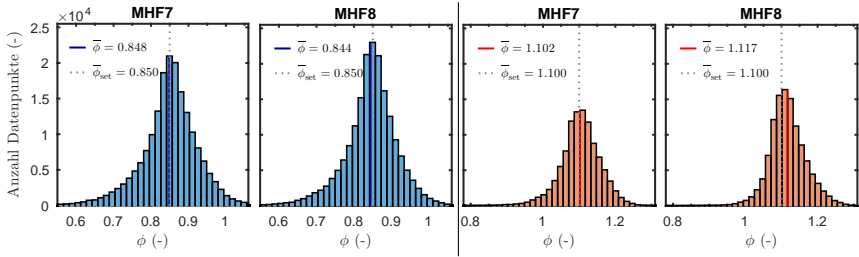 MHF7 MHF8 MHF7 MHF8
×10⁴
2.5
2
1.5
1
0.5
0
Anzahl Datenpunkte (-)
ϕ̅ = 0.848
ϕ̅set = 0.850
ϕ̅ = 0.844
ϕ̅set = 0.850
ϕ̅ = 1.102
ϕ̅set = 1.100
ϕ̅ = 1.117
ϕ̅set = 1.100
0.6 0.7 0.8 0.9 1
0.6 0.7 0.8 0.9 1
0.8 1 1.2
0.8 1 1.2
ϕ (-) ϕ (-) ϕ (-) ϕ (-)